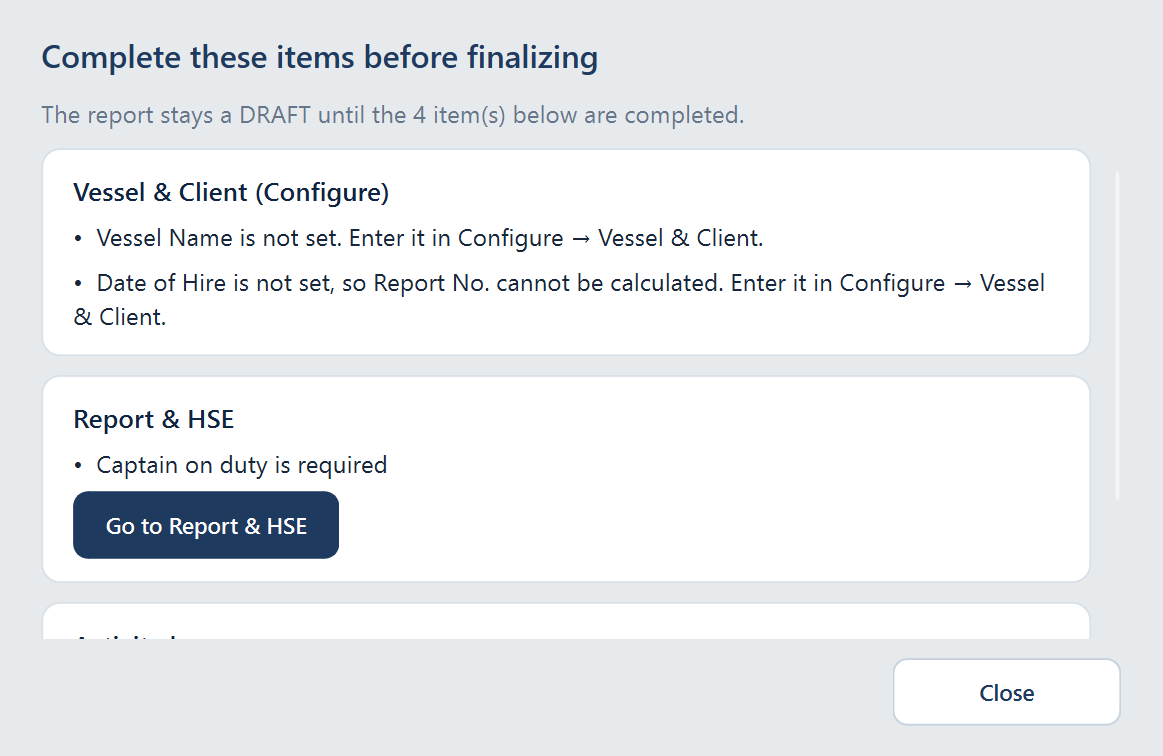 Complete these items before finalizing
The report stays a DRAFT until the 4 item(s) below are completed.
Vessel & Client (Configure)
• Vessel Name is not set. Enter it in Configure → Vessel & Client.
• Date of Hire is not set, so Report No. cannot be calculated. Enter it in Configure → Vessel
& Client.
Report & HSE
• Captain on duty is required
Go to Report & HSE
Close